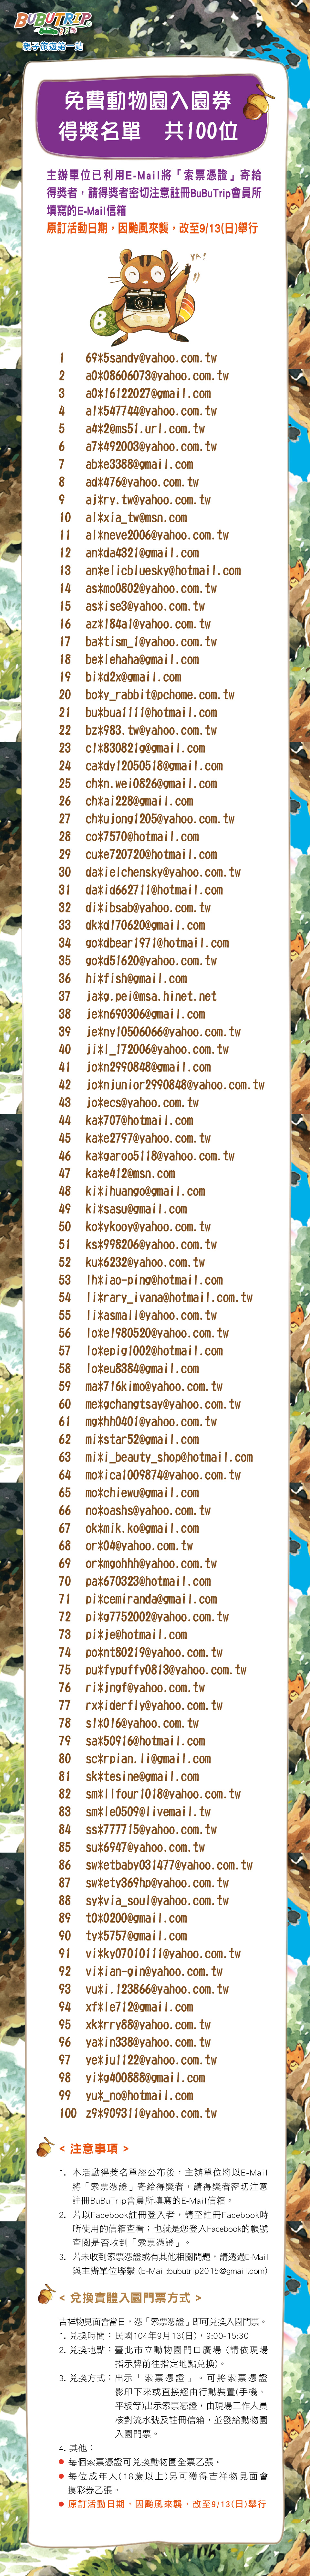 BUBUTRIP
親子旅遊第一站
免費動物園入園券
得獎名單 共100位
主辦單位已利用E-Mail將「索票憑證」寄給
得獎者，請得獎者密切注意註冊BuBuTrip會員所
填寫的E-Mail信箱
原訂活動日期，因颱風來襲，改至9/13(日)舉行
YA!
B
1 69*5sandy@yahoo.com.tw
2 a0*08606073@yahoo.com.tw
3 a0*16122027@gmail.com
4 a1*547744@yahoo.com.tw
5 a4*2@ms51.url.com.tw
6 a7*492003@yahoo.com.tw
7 ab*e3388@gmail.com
8 ad*476@yahoo.com.tw
9 aj*ry.tw@yahoo.com.tw
10 al*xia_tw@msn.com
11 al*neve2006@yahoo.com.tw
12 an*da4321@gmail.com
13 an*elicbluesky@hotmail.com
14 as*mo0802@yahoo.com.tw
15 as*ise3@yahoo.com.tw
16 az*184a1@yahoo.com.tw
17 ba*tism_1@yahoo.com.tw
18 be*lehaha@gmail.com
19 bi*d2x@gmail.com
20 bo*y_rabbit@pchome.com.tw
21 bu*bua1111@hotmail.com
22 bz*983.tw@yahoo.com.tw
23 c1*830821g@gmail.com
24 ca*dy12050518@gmail.com
25 ch*n.wei0826@gmail.com
26 ch*ai228@gmail.com
27 ch*ujong1205@yahoo.com.tw
28 co*7570@hotmail.com
29 cu*e720720@hotmail.com
30 da*ielchensky@yahoo.com.tw
31 da*id662711@hotmail.com
32 di*ibsab@yahoo.com.tw
33 dk*d170620@gmail.com
34 go*dbear1971@hotmail.com
35 go*d51620@yahoo.com.tw
36 hi*fish@gmail.com
37 ja*g.pei@msa.hinet.net
38 je*n690306@gmail.com
39 je*ny10506066@yahoo.com.tw
40 ji*l_172006@yahoo.com.tw
41 jo*n2990848@gmail.com
42 jo*njunior2990848@yahoo.com.tw
43 jo*ecs@yahoo.com.tw
44 ka*707@hotmail.com
45 ka*e2797@yahoo.com.tw
46 ka*garoo5118@yahoo.com.tw
47 ka*e412@msn.com
48 ki*ihuango@gmail.com
49 ki*sasu@gmail.com
50 ko*ykooy@yahoo.com.tw
51 ks*998206@yahoo.com.tw
52 ku*6232@yahoo.com.tw
53 lh*iao-ping@hotmail.com
54 li*rary_ivana@hotmail.com.tw
55 li*asmall@yahoo.com.tw
56 lo*e1980520@yahoo.com.tw
57 lo*epig1002@hotmail.com
58 lo*eu8384@gmail.com
59 ma*716kimo@yahoo.com.tw
60 me*gchangtsay@yahoo.com.tw
61 mg*hh0401@yahoo.com.tw
62 mi*star52@gmail.com
63 mi*i_beauty_shop@hotmail.com
64 mo*ica1009874@yahoo.com.tw
65 mo*chiewu@gmail.com
66 no*oashs@yahoo.com.tw
67 ok*mik.ko@gmail.com
68 or*04@yahoo.com.tw
69 or*mgohhh@yahoo.com.tw
70 pa*670323@hotmail.com
71 pi*cemiranda@gmail.com
72 pi*g7752002@yahoo.com.tw
73 pi*je@hotmail.com
74 po*nt80219@yahoo.com.tw
75 pu*fypuffy0813@yahoo.com.tw
76 ri*jngf@yahoo.com.tw
77 rx*iderfly@yahoo.com.tw
78 s1*016@yahoo.com.tw
79 sa*50916@hotmail.com
80 sc*rpian.li@gmail.com
81 sk*tesine@gmail.com
82 sm*llfour1018@yahoo.com.tw
83 sm*le0509@livemail.tw
84 ss*777715@yahoo.com.tw
85 su*6947@yahoo.com.tw
86 sw*etbaby031477@yahoo.com.tw
87 sw*ety369hp@yahoo.com.tw
88 sy*via_soul@yahoo.com.tw
89 t0*0200@gmail.com
90 ty*5757@gmail.com
91 vi*ky07010111@yahoo.com.tw
92 vi*ian-gin@yahoo.com.tw
93 vu*i.123866@yahoo.com.tw
94 xf*le712@gmail.com
95 xk*rry88@yahoo.com.tw
96 ya*in338@yahoo.com.tw
97 ye*ju1122@yahoo.com.tw
98 yi*g400888@gmail.com
99 yu*_no@hotmail.com
100 z9*909311@yahoo.com.tw
< 注意事項 >
1. 本活動得獎名單經公布後，主辦單位將以E-Mail
將「索票憑證」寄給得獎者，請得獎者密切注意
註冊BuBuTrip會員所填寫的E-Mail信箱。
2. 若以Facebook註冊登入者，請至Facebook註冊時
所使用的信箱查看；也就是您登入Facebook的帳號
查閱是否收到「索票憑證」。
3. 若未收到索票憑證或有其他相關問題，請透過E-Mail
與主辦單位聯繫 (E-Mail:bubutrip2015@gmail.com)
< 兌換實體入園門票方式 >
吉祥物見面會當日，憑「索票憑證」即可兌換入園門票。
1. 兌換時間：民國104年9月13(日)，9:00-15:30
2. 兌換地點：臺北市立動物園門口廣場 (請依現場
指示牌前往指定地點兌換)。
3. 兌換方式：出示「索票憑證」。可將索票憑證
影印下來或直接經由行動裝置(手機、
平板等)出示索票憑證，由現場工作人員
核對流水號及註冊信箱，並發給動物園
入園門票。
4. 其他：
● 每個索票憑證可兌換動物園全票乙張。
● 每位成年人(18歲以上)另可獲得吉祥物見面會
摸彩券乙張。
● 原訂活動日期，因颱風來襲，改至9/13(日)舉行